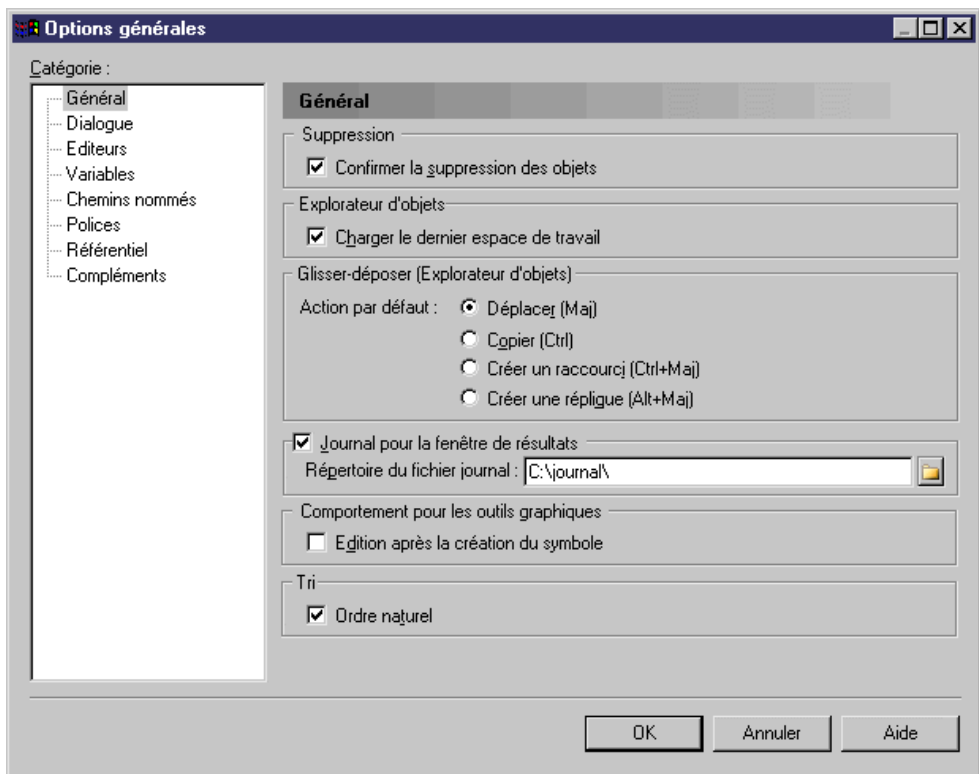 Options générales
Catégorie :
Général
Dialogue
Editeurs
Variables
Chemins nommés
Polices
Référentiel
Compléments
Général
Suppression
Confirmer la suppression des objets
Explorateur d'objets
Charger le dernier espace de travail
Glisser-déposer (Explorateur d'objets)
Action par défaut : Déplacer (Maj)
Copier (Ctrl)
Créer un raccourci (Ctrl+Maj)
Créer une réplique (Alt+Maj)
Journal pour la fenêtre de résultats
Répertoire du fichier journal : C:\journal\
Comportement pour les outils graphiques
Edition après la création du symbole
Tri
Ordre naturel
OK Annuler Aide